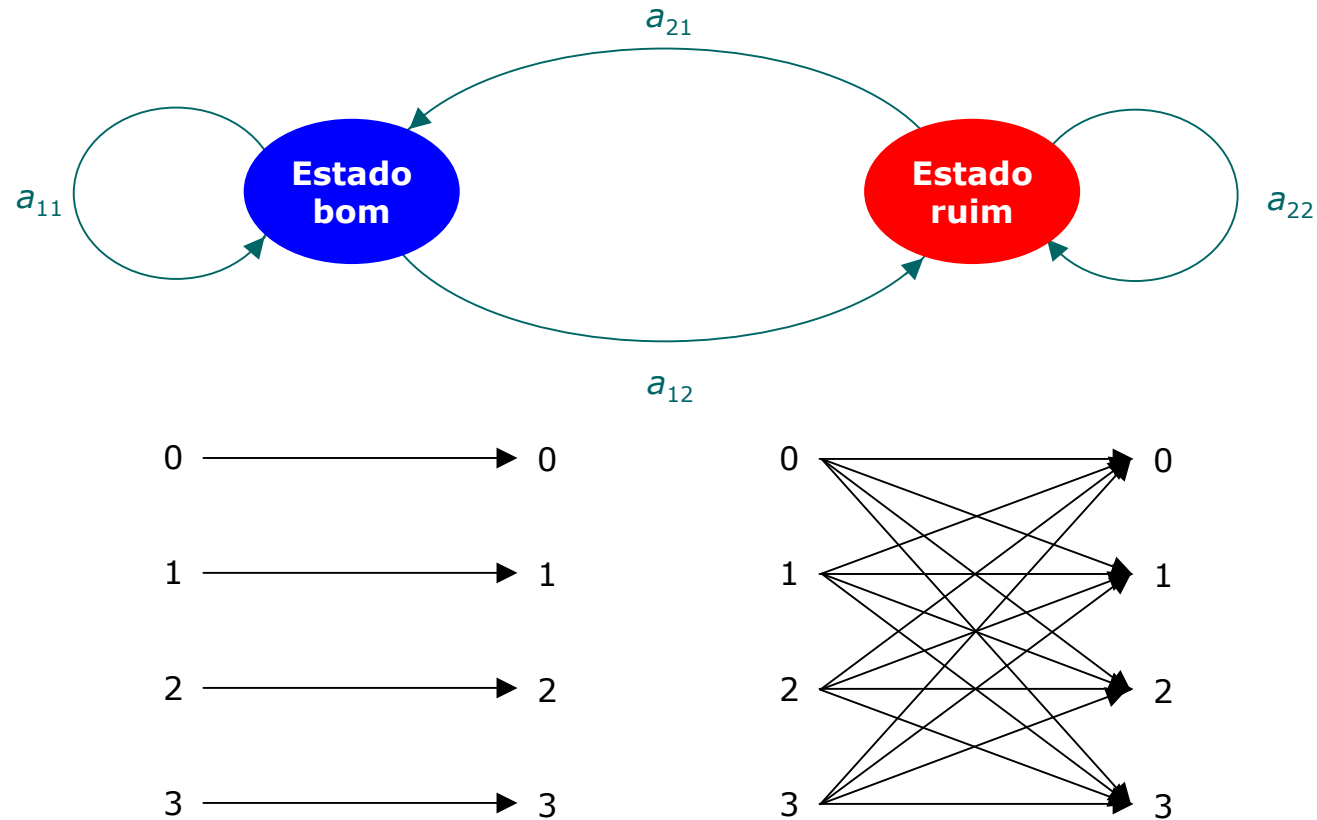 a21
Estado
bom
Estado
ruim
a11
a22
a12
0 0 0 0
1 1 1 1
2 2 2 2
3 3 3 3